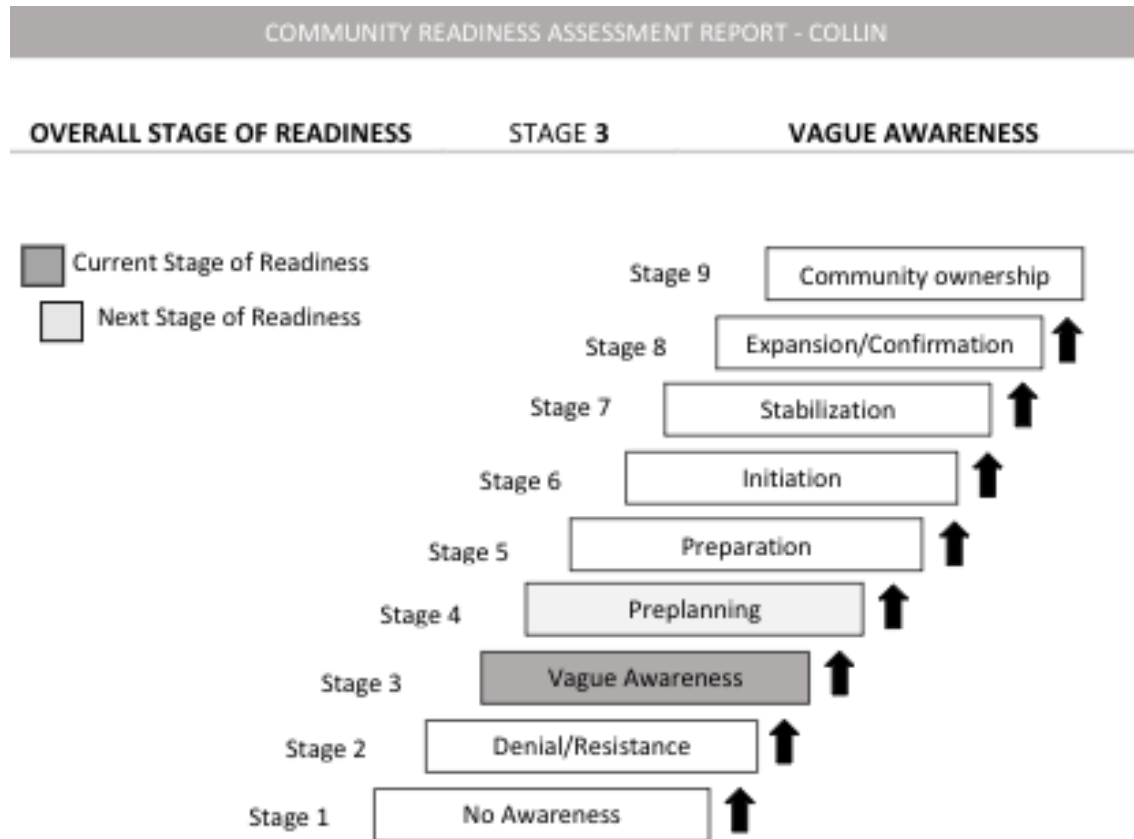 COMMUNITY READINESS ASSESSMENT REPORT - COLLIN
OVERALL STAGE OF READINESS STAGE 3 VAGUE AWARENESS
Current Stage of Readiness
Next Stage of Readiness
Stage 9 Community ownership
Stage 8 Expansion/Confirmation
Stage 7 Stabilization
Stage 6 Initiation
Stage 5 Preparation
Stage 4 Preplanning
Stage 3 Vague Awareness
Stage 2 Denial/Resistance
Stage 1 No Awareness